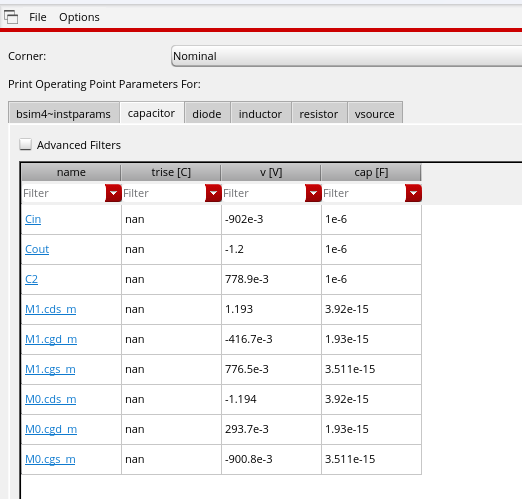 File Options
Corner: Nominal
Print Operating Point Parameters For:
bsim4~instparams capacitor diode inductor resistor vsource
Advanced Filters
name trise [C] v [V] cap [F]
Filter Filter Filter Filter
Cin nan -902e-3 1e-6
Cout nan -1.2 1e-6
C2 nan 778.9e-3 1e-6
M1.cds_m nan 1.193 3.92e-15
M1.cgd_m nan -416.7e-3 1.93e-15
M1.cgs_m nan 776.5e-3 3.511e-15
M0.cds_m nan -1.194 3.92e-15
M0.cgd_m nan 293.7e-3 1.93e-15
M0.cgs_m nan -900.8e-3 3.511e-15